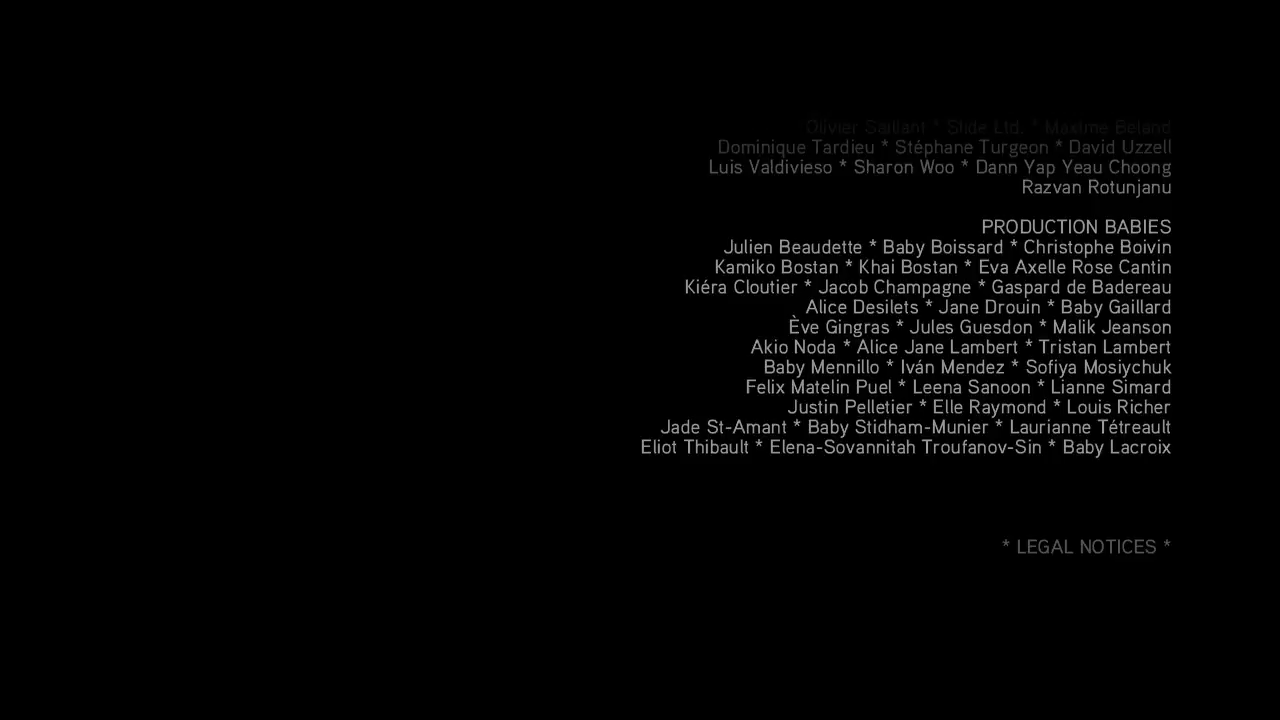 Olivier Saillant * Slide Ltd. * Maxime Beland
Dominique Tardieu * Stéphane Turgeon * David Uzzell
Luis Valdivieso * Sharon Woo * Dann Yap Yeau Choong
Razvan Rotunjanu
PRODUCTION BABIES
Julien Beaudette * Baby Boissard * Christophe Boivin
Kamiko Bostan * Khai Bostan * Eva Axelle Rose Cantin
Kiéra Cloutier * Jacob Champagne * Gaspard de Badereau
Alice Desilets * Jane Drouin * Baby Gaillard
Ève Gingras * Jules Guesdon * Malik Jeanson
Akio Noda * Alice Jane Lambert * Tristan Lambert
Baby Mennillo * Iván Mendez * Sofiya Mosiychuk
Felix Matelin Puel * Leena Sanoon * Lianne Simard
Justin Pelletier * Elle Raymond * Louis Richer
Jade St-Amant * Baby Stidham-Munier * Laurianne Tétreault
Eliot Thibault * Elena-Sovannitah Troufanov-Sin * Baby Lacroix
* LEGAL NOTICES *